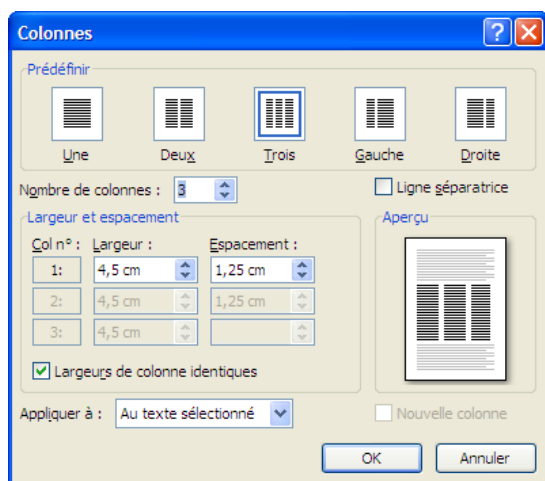 Colonnes
Prédéfinir
Une Deux Trois Gauche Droite
Nombre de colonnes : 3 Ligne séparatrice
Largeur et espacement Aperçu
Col n° : Largeur : Espacement :
1: 4,5 cm 1,25 cm
2: 4,5 cm 1,25 cm
3: 4,5 cm
Largeurs de colonne identiques
Appliquer à : Au texte sélectionné Nouvelle colonne
OK Annuler